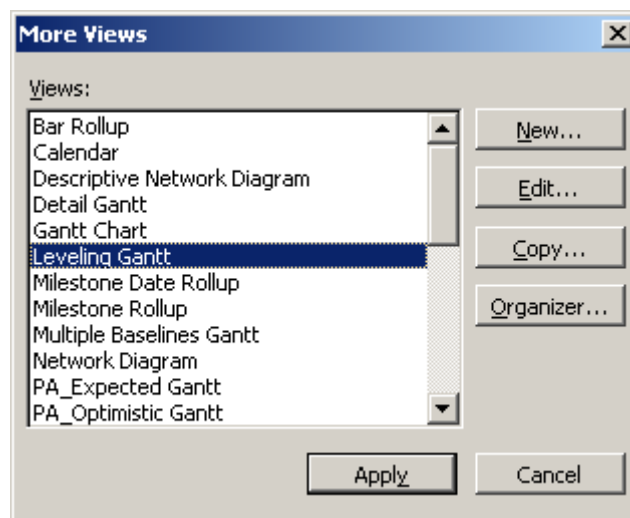 More Views
Views:
Bar Rollup
Calendar
Descriptive Network Diagram
Detail Gantt
Gantt Chart
Leveling Gantt
Milestone Date Rollup
Milestone Rollup
Multiple Baselines Gantt
Network Diagram
PA_Expected Gantt
PA_Optimistic Gantt
New...
Edit...
Copy...
Organizer...
Apply
Cancel